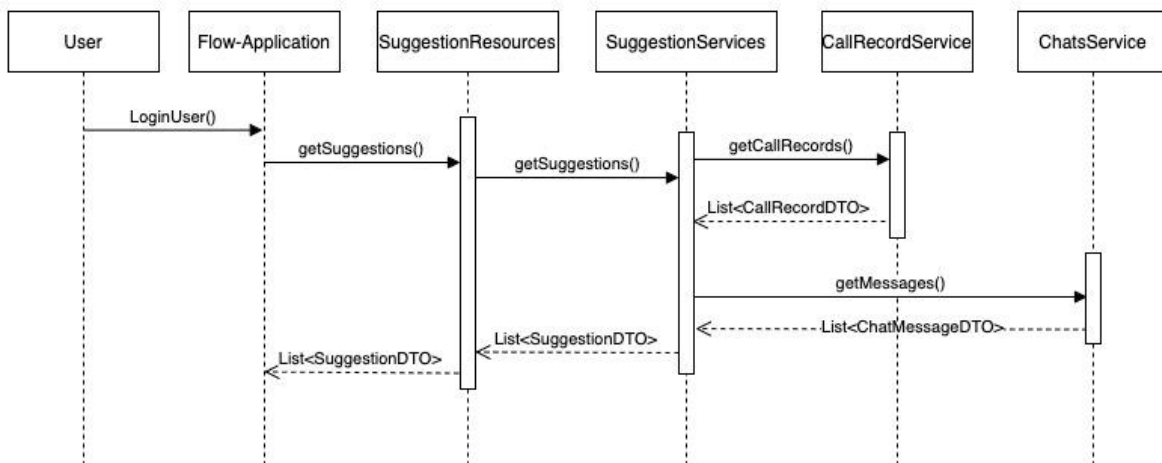 User
Flow-Application
SuggestionResources
SuggestionServices
CallRecordService
ChatsService
LoginUser()
getSuggestions()
getSuggestions()
getCallRecords()
List<CallRecordDTO>
getMessages()
List<ChatMessageDTO>
List<SuggestionDTO>
List<SuggestionDTO>